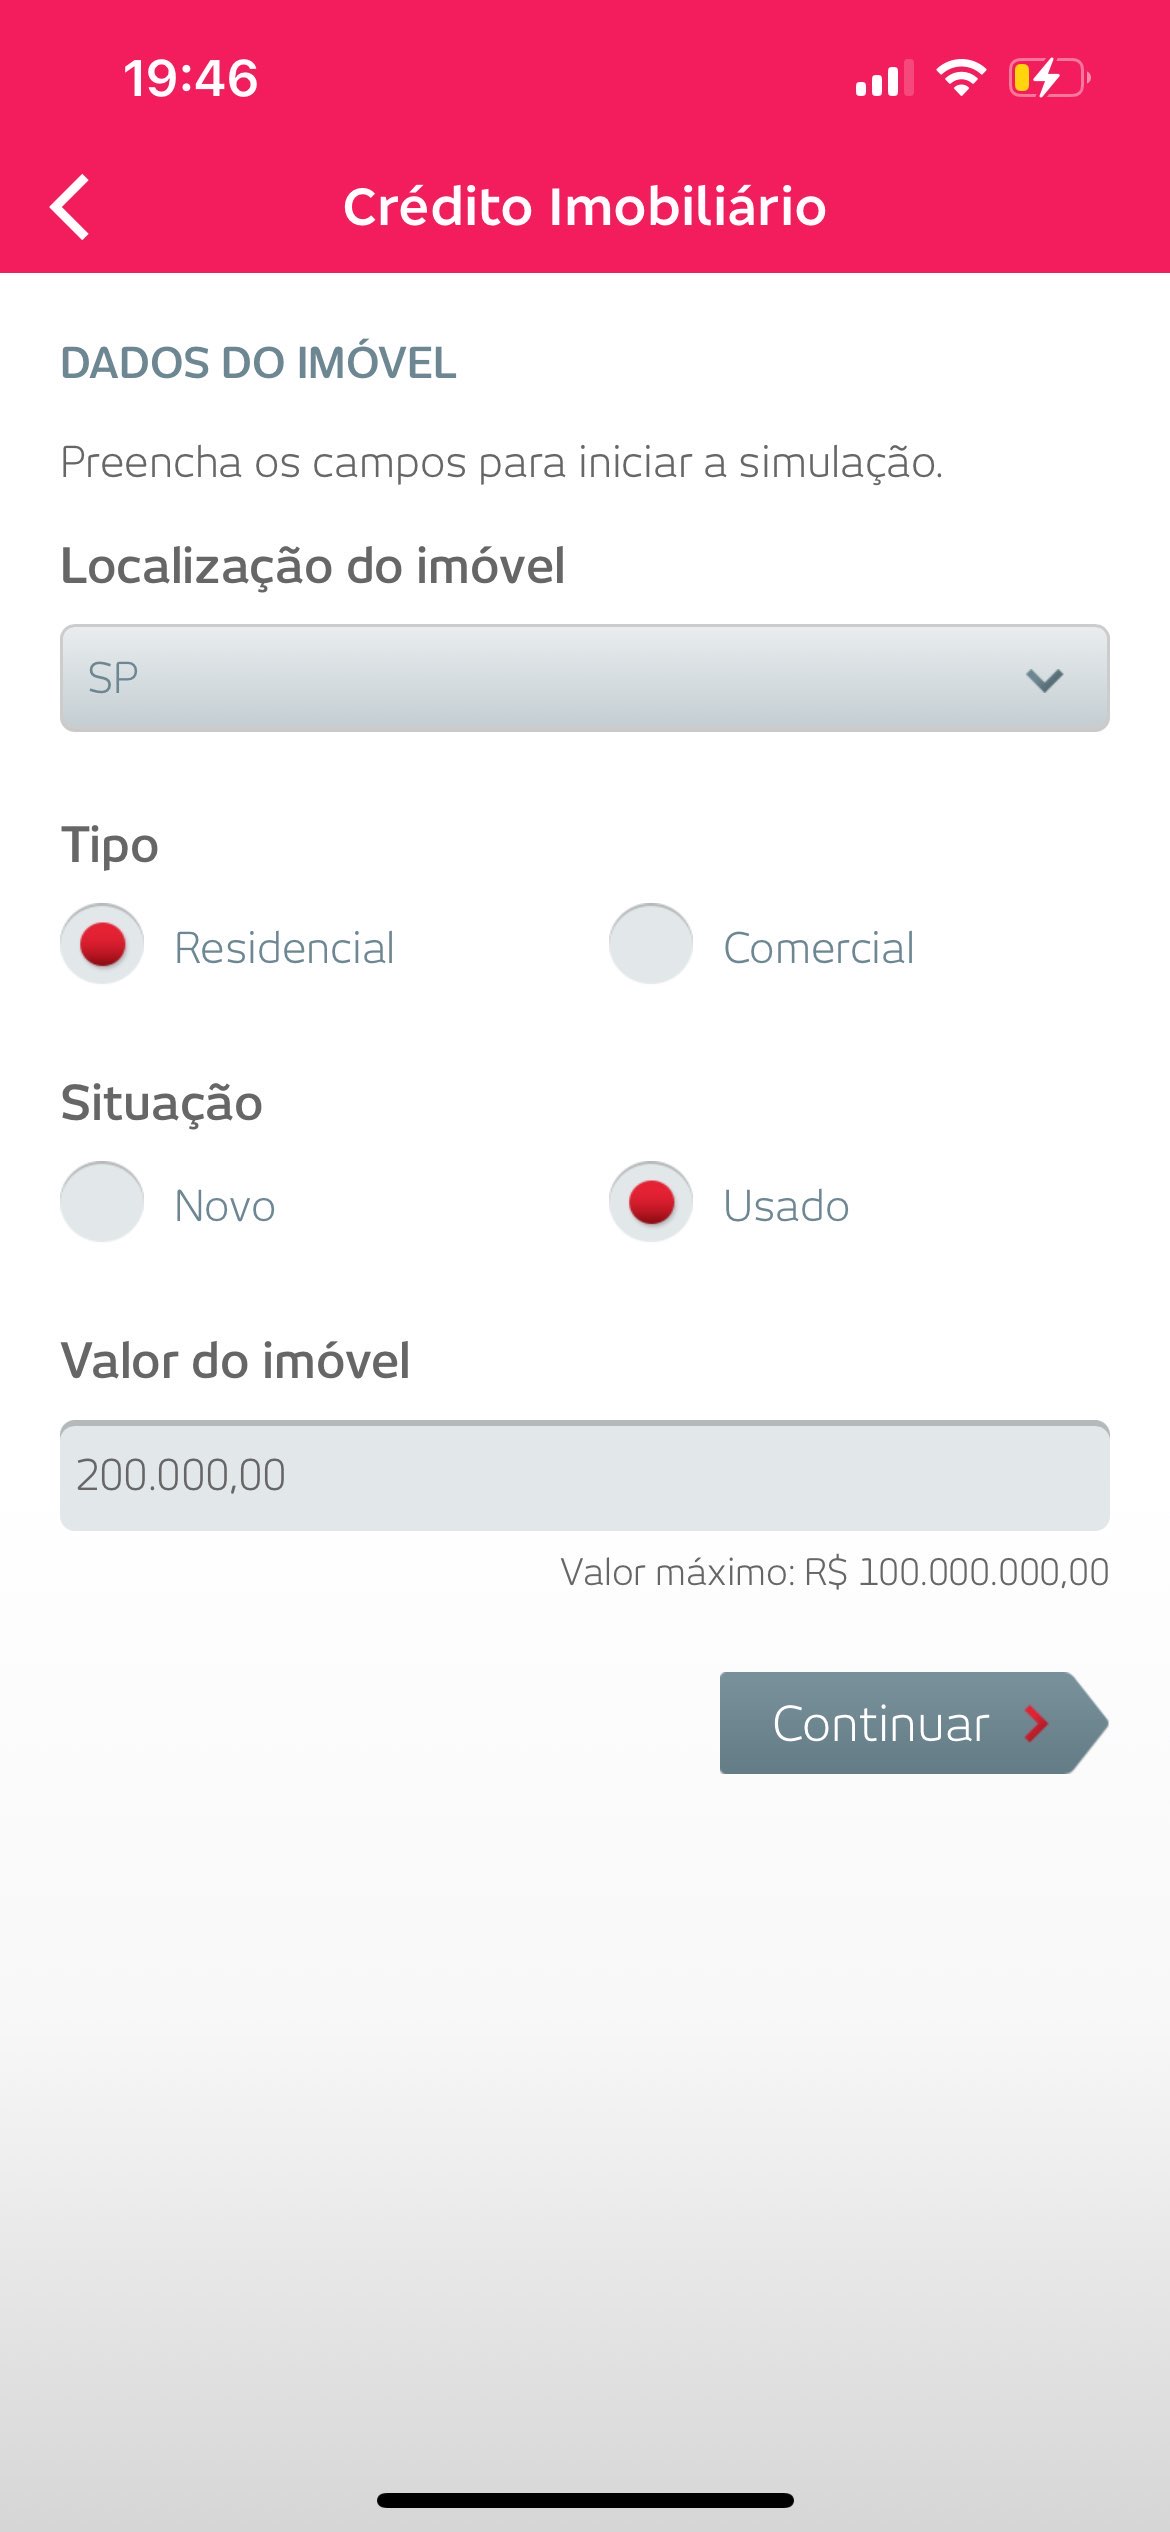 19:46
Crédito Imobiliário
DADOS DO IMÓVEL
Preencha os campos para iniciar a simulação.
Localização do imóvel
SP
Tipo
Residencial Comercial
Situação
Novo Usado
Valor do imóvel
200.000,00
Valor máximo: R$ 100.000.000,00
Continuar